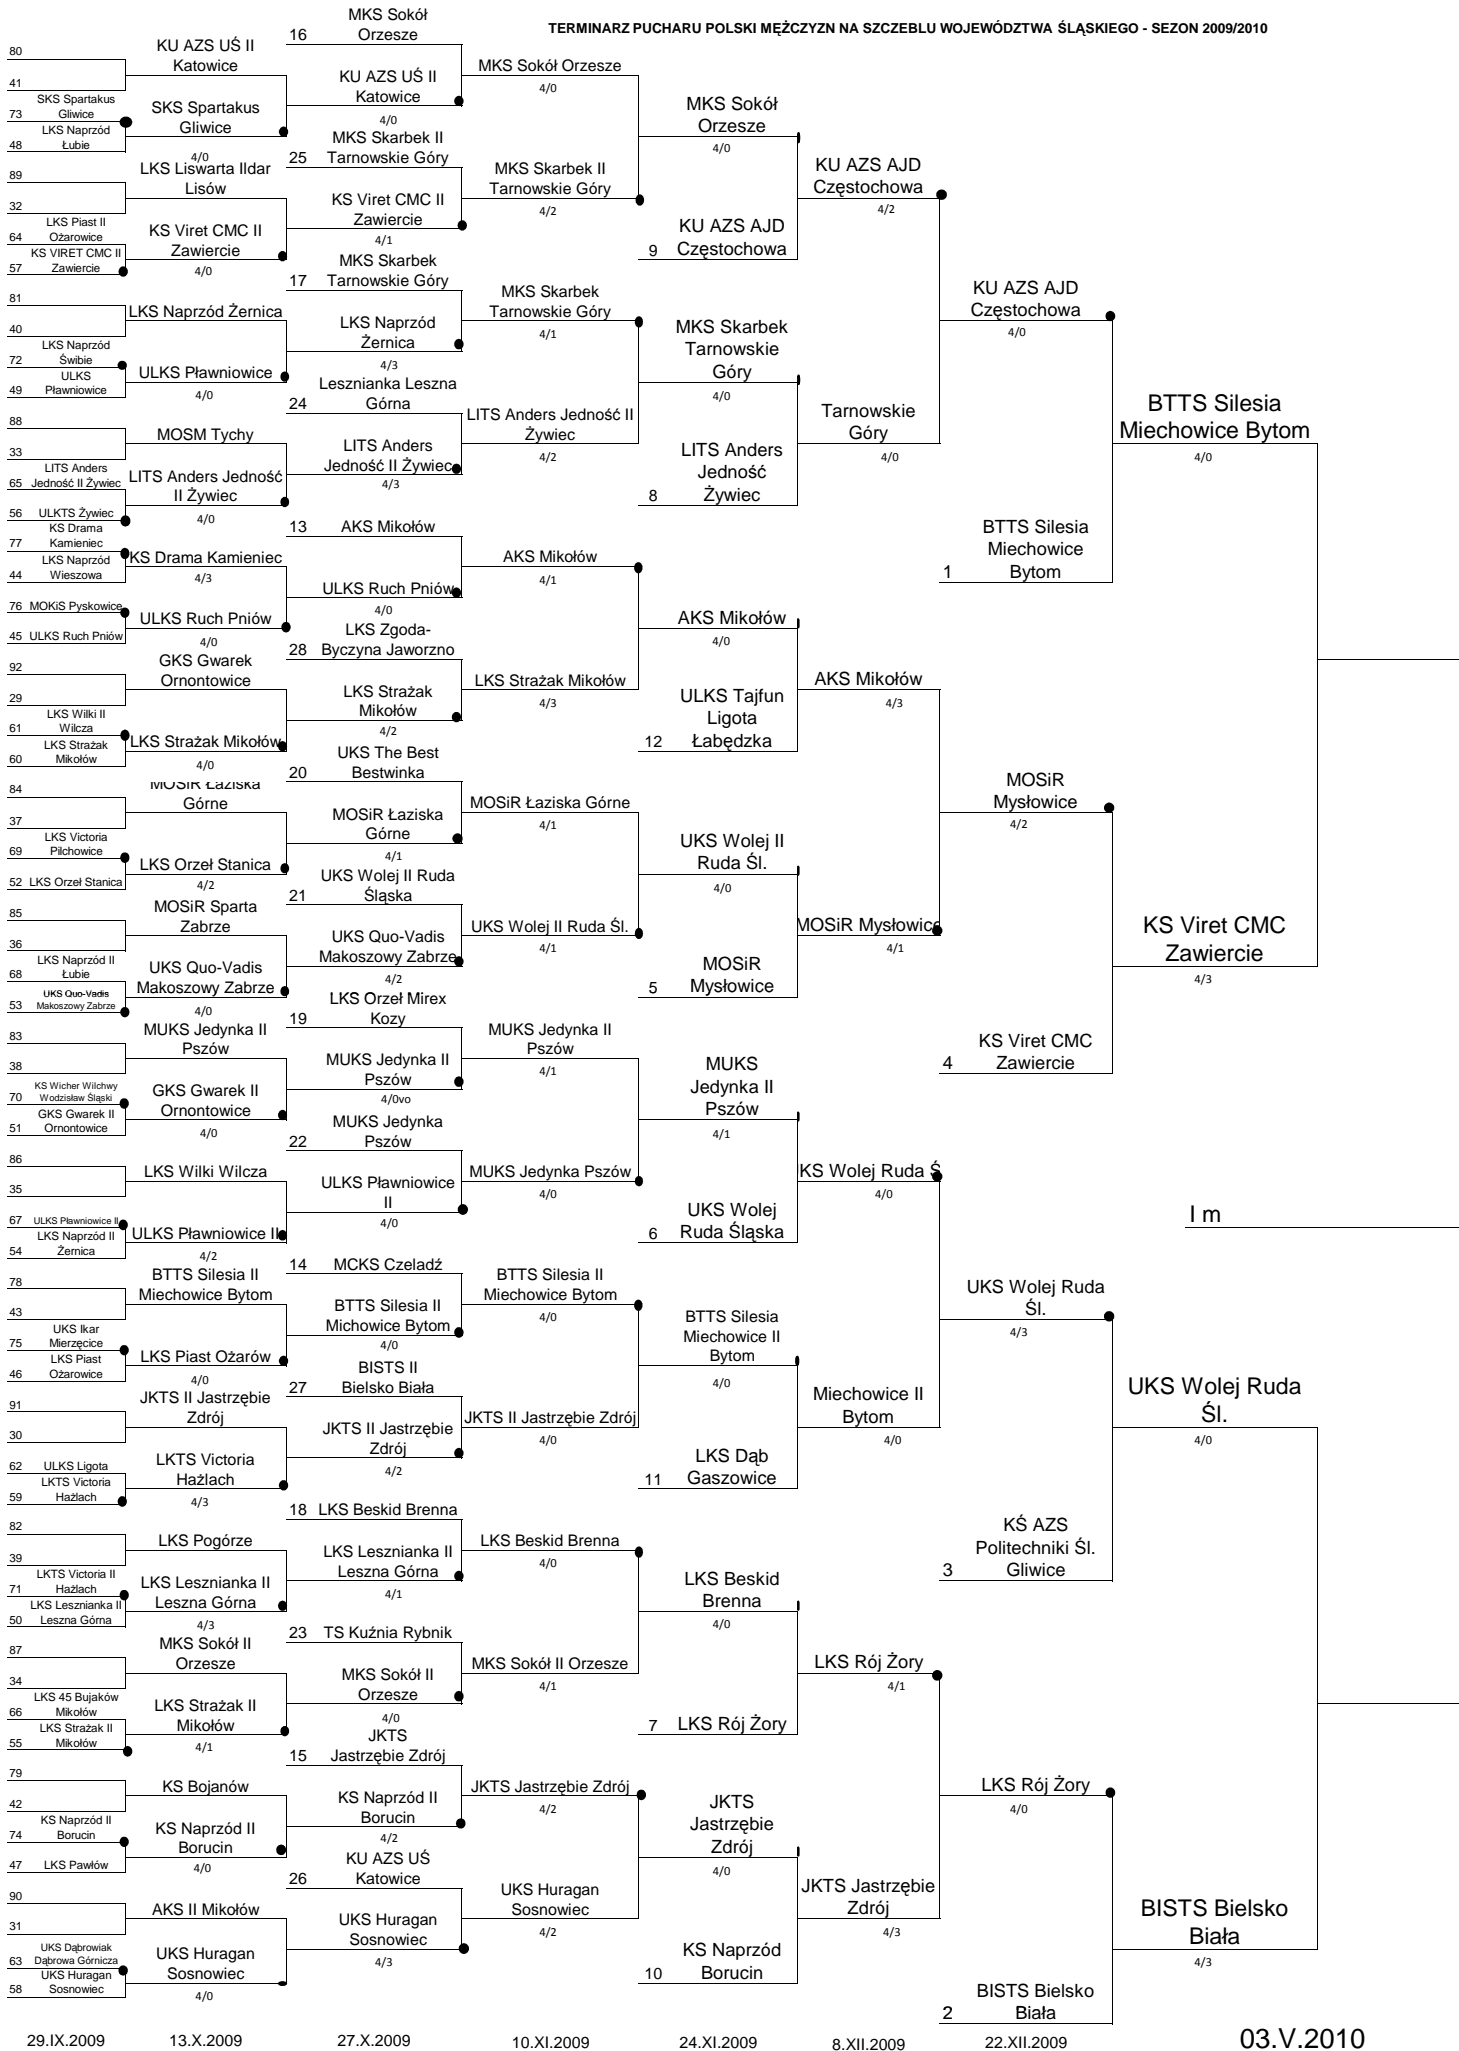 TERMINARZ PUCHARU POLSKI MĘŻCZYZN NA SZCZEBLU WOJEWÓDZTWA ŚLĄSKIEGO - SEZON 2009/2010
80
41
SKS Spartakus
Gliwice
73
LKS Naprzód
Łubie
48
89
32
LKS Piast II
Ożarowice
64
KS VIRET CMC II
Zawiercie
57
81
40
LKS Naprzód
Świbie
72
ULKS
Pławniowice
49
88
33
LITS Anders
Jedność II Żywiec
65
56 ULKTS Żywiec
KS Drama
Kamieniec
77
LKS Naprzód
Wieszowa
44
76 MOKiS Pyskowice
45 ULKS Ruch Pniów
92
29
LKS Wilki II
Wilcza
61
LKS Strażak
Mikołów
60
84
37
LKS Victoria
Pilchowice
69
52 LKS Orzeł Stanica
85
36
LKS Naprzód II
Łubie
68
UKS Quo-Vadis
Makoszowy Zabrze
53
83
38
KS Wicher Wilchwy
Wodzisław Śląski
70
GKS Gwarek II
Ornontowice
51
86
35
67 ULKS Pławniowice II
LKS Naprzód II
Żernica
54
78
43
UKS Ikar
Mierzęcice
75
LKS Piast
Ożarowice
46
91
30
62 ULKS Ligota
LKTS Victoria
Hażlach
59
82
39
LKTS Victoria II
Hażlach
71
LKS Lesznianka II
Leszna Górna
50
87
34
LKS 45 Bujaków
Mikołów
66
LKS Strażak II
Mikołów
55
79
42
KS Naprzód II
Borucin
74
47 LKS Pawłów
90
31
UKS Dąbrowiak
Dąbrowa Górnicza
63
UKS Huragan
Sosnowiec
58
29.IX.2009
KU AZS UŚ II
Katowice
SKS Spartakus
Gliwice
4/0
LKS Liswarta Ildar
Lisów
KS Viret CMC II
Zawiercie
4/0
LKS Naprzód Żernica
ULKS Pławniowice
4/0
MOSM Tychy
LITS Anders Jedność
II Żywiec
4/0
KS Drama Kamieniec
4/3
ULKS Ruch Pniów
4/0
GKS Gwarek
Ornontowice
LKS Strażak Mikołów
4/0
MOSiR Łaziska
Górne
LKS Orzeł Stanica
4/2
MOSiR Sparta
Zabrze
UKS Quo-Vadis
Makoszowy Zabrze
4/0
MUKS Jedynka II
Pszów
GKS Gwarek II
Ornontowice
4/0
LKS Wilki Wilcza
ULKS Pławniowice II
4/2
BTTS Silesia II
Miechowice Bytom
LKS Piast Ożarów
4/0
JKTS II Jastrzębie
Zdrój
LKTS Victoria
Hażlach
4/3
LKS Pogórze
LKS Lesznianka II
Leszna Górna
4/3
MKS Sokół II
Orzesze
LKS Strażak II
Mikołów
4/1
KS Bojanów
KS Naprzód II
Borucin
4/0
AKS II Mikołów
UKS Huragan
Sosnowiec
4/0
13.X.2009
MKS Sokół
Orzesze
16
KU AZS UŚ II
Katowice
4/0
MKS Skarbek II
Tarnowskie Góry
25
KS Viret CMC II
Zawiercie
4/1
MKS Skarbek
Tarnowskie Góry
17
LKS Naprzód
Żernica
4/3
Lesznianka Leszna
Górna
24
LITS Anders
Jedność II Żywiec
4/3
13 AKS Mikołów
ULKS Ruch Pniów
4/0
LKS Zgoda-
Byczyna Jaworzno
28
LKS Strażak
Mikołów
4/2
UKS The Best
Bestwinka
20
MOSiR Łaziska
Górne
4/1
UKS Wolej II Ruda
Śląska
21
UKS Quo-Vadis
Makoszowy Zabrze
4/2
LKS Orzeł Mirex
Kozy
19
MUKS Jedynka II
Pszów
4/0vo
MUKS Jedynka
Pszów
22
ULKS Pławniowice
II
4/0
14 MCKS Czeladź
BTTS Silesia II
Michowice Bytom
4/0
BISTS II
Bielsko Biała
27
JKTS II Jastrzębie
Zdrój
4/2
18 LKS Beskid Brenna
LKS Lesznianka II
Leszna Górna
4/1
23 TS Kuźnia Rybnik
MKS Sokół II
Orzesze
4/0
JKTS
Jastrzębie Zdrój
15
KS Naprzód II
Borucin
4/2
KU AZS UŚ
Katowice
26
UKS Huragan
Sosnowiec
4/3
27.X.2009
MKS Sokół Orzesze
4/0
MKS Skarbek II
Tarnowskie Góry
4/2
MKS Skarbek
Tarnowskie Góry
4/1
LITS Anders Jedność II
Żywiec
4/2
AKS Mikołów
4/1
LKS Strażak Mikołów
4/3
MOSiR Łaziska Górne
4/1
UKS Wolej II Ruda Śl.
4/1
MUKS Jedynka II
Pszów
4/1
MUKS Jedynka Pszów
4/0
BTTS Silesia II
Miechowice Bytom
4/0
JKTS II Jastrzębie Zdrój
4/0
LKS Beskid Brenna
4/0
MKS Sokół II Orzesze
4/1
JKTS Jastrzębie Zdrój
4/2
UKS Huragan
Sosnowiec
4/2
10.XI.2009
MKS Sokół
Orzesze
4/0
KU AZS AJD
Częstochowa
9
MKS Skarbek
Tarnowskie
Góry
4/0
LITS Anders
Jedność
Żywiec
8
AKS Mikołów
4/0
ULKS Tajfun
Ligota
Łabędzka
12
UKS Wolej II
Ruda Śl.
4/0
MOSiR
Mysłowice
5
MUKS
Jedynka II
Pszów
4/1
UKS Wolej
Ruda Śląska
6
BTTS Silesia
Miechowice II
Bytom
4/0
LKS Dąb
Gaszowice
11
LKS Beskid
Brenna
4/0
7 LKS Rój Żory
JKTS
Jastrzębie
Zdrój
4/0
KS Naprzód
Borucin
10
24.XI.2009
KU AZS AJD
Częstochowa
4/2
Tarnowskie
Góry
4/0
AKS Mikołów
4/3
MOSiR Mysłowice
4/1
KS Wolej Ruda Ś
4/0
Miechowice II
Bytom
4/0
LKS Rój Żory
4/1
JKTS Jastrzębie
Zdrój
4/3
8.XII.2009
KU AZS AJD
Częstochowa
4/0
BTTS Silesia
Miechowice
Bytom
1
MOSiR
Mysłowice
4/2
KS Viret CMC
Zawiercie
4
UKS Wolej Ruda
Śl.
4/3
KŚ AZS
Politechniki Śl.
Gliwice
3
LKS Rój Żory
4/0
BISTS Bielsko
Biała
2
22.XII.2009
BTTS Silesia
Miechowice Bytom
4/0
KS Viret CMC
Zawiercie
4/3
I m
UKS Wolej Ruda
Śl.
4/0
BISTS Bielsko
Biała
4/3
03.V.2010